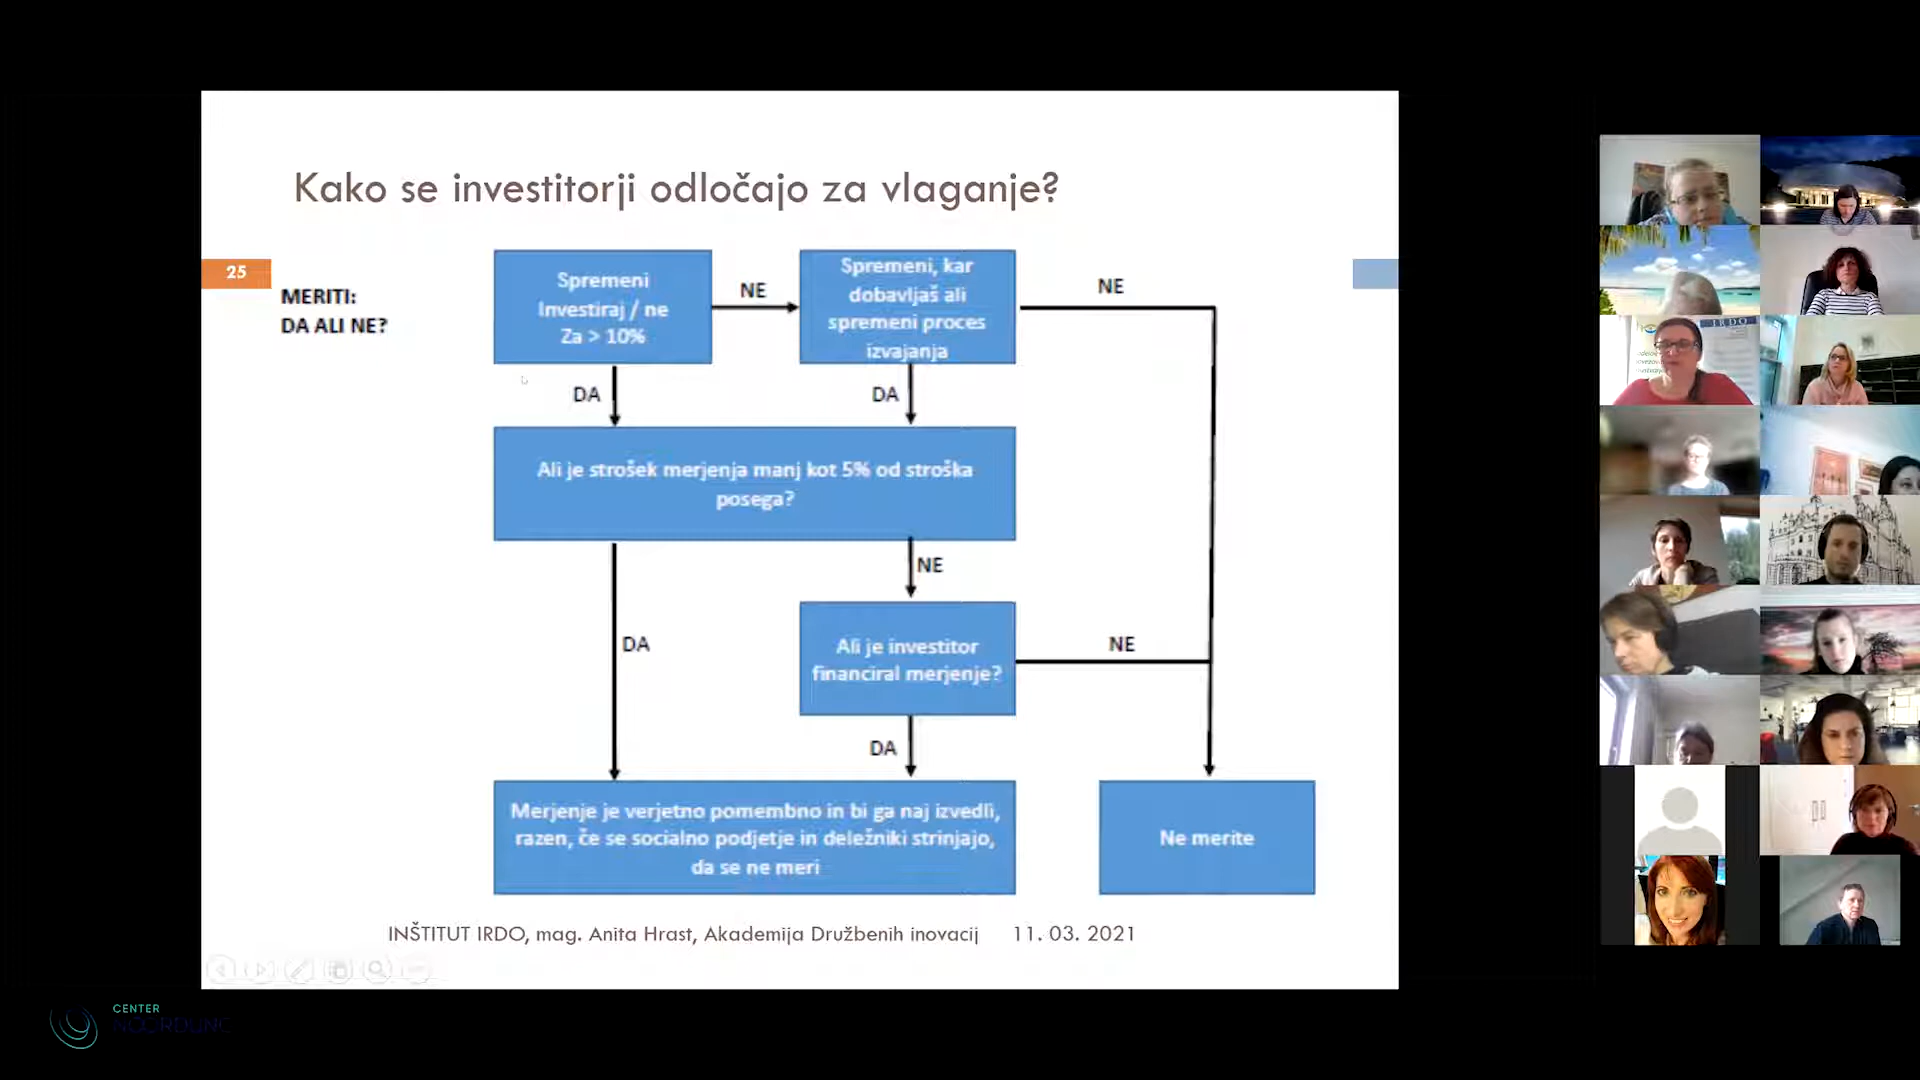 Kako se investitorji odločajo za vlaganje?
25
MERITI:
DA ALI NE?
Spremeni
Investiraj / ne
Za > 10%
NE
Spremeni, kar
dobavljaš ali
spremeni proces
izvajanja
NE
DA
DA
Ali je strošek merjenja manj kot 5% od stroška
posega?
NE
DA
Ali je investitor
financiral merjenje?
NE
DA
Merjenje je verjetno pomembno in bi ga naj izvedli,
razen, če se socialno podjetje in deležniki strinjajo,
da se ne meri
Ne merite
INŠTITUT IRDO, mag. Anita Hrast, Akademija Družbenih inovacij 11. 03. 2021
CENTER
NOORDUNG
IRDO